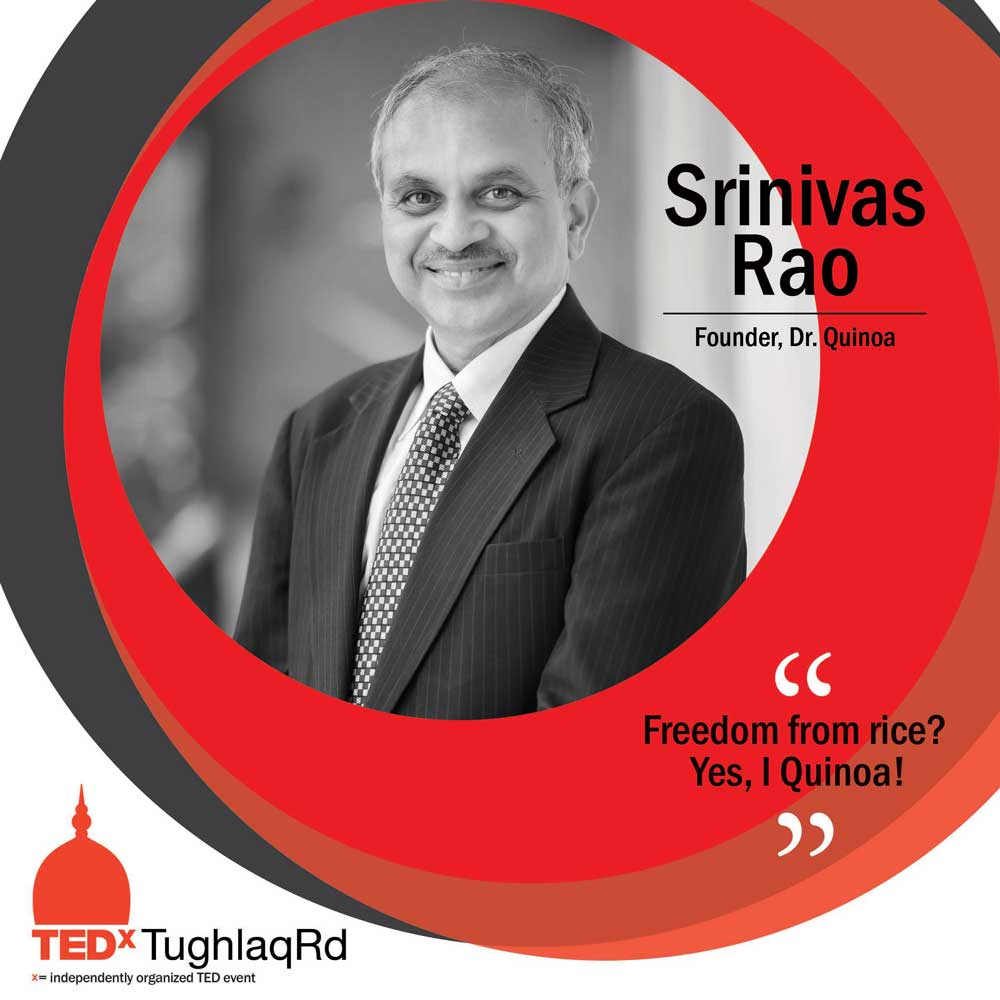 Srinivas
Rao
Founder, Dr. Quinoa
“
Freedom from rice?
Yes, I Quinoa!
”
TEDx TughlaqRd
x= independently organized TED event